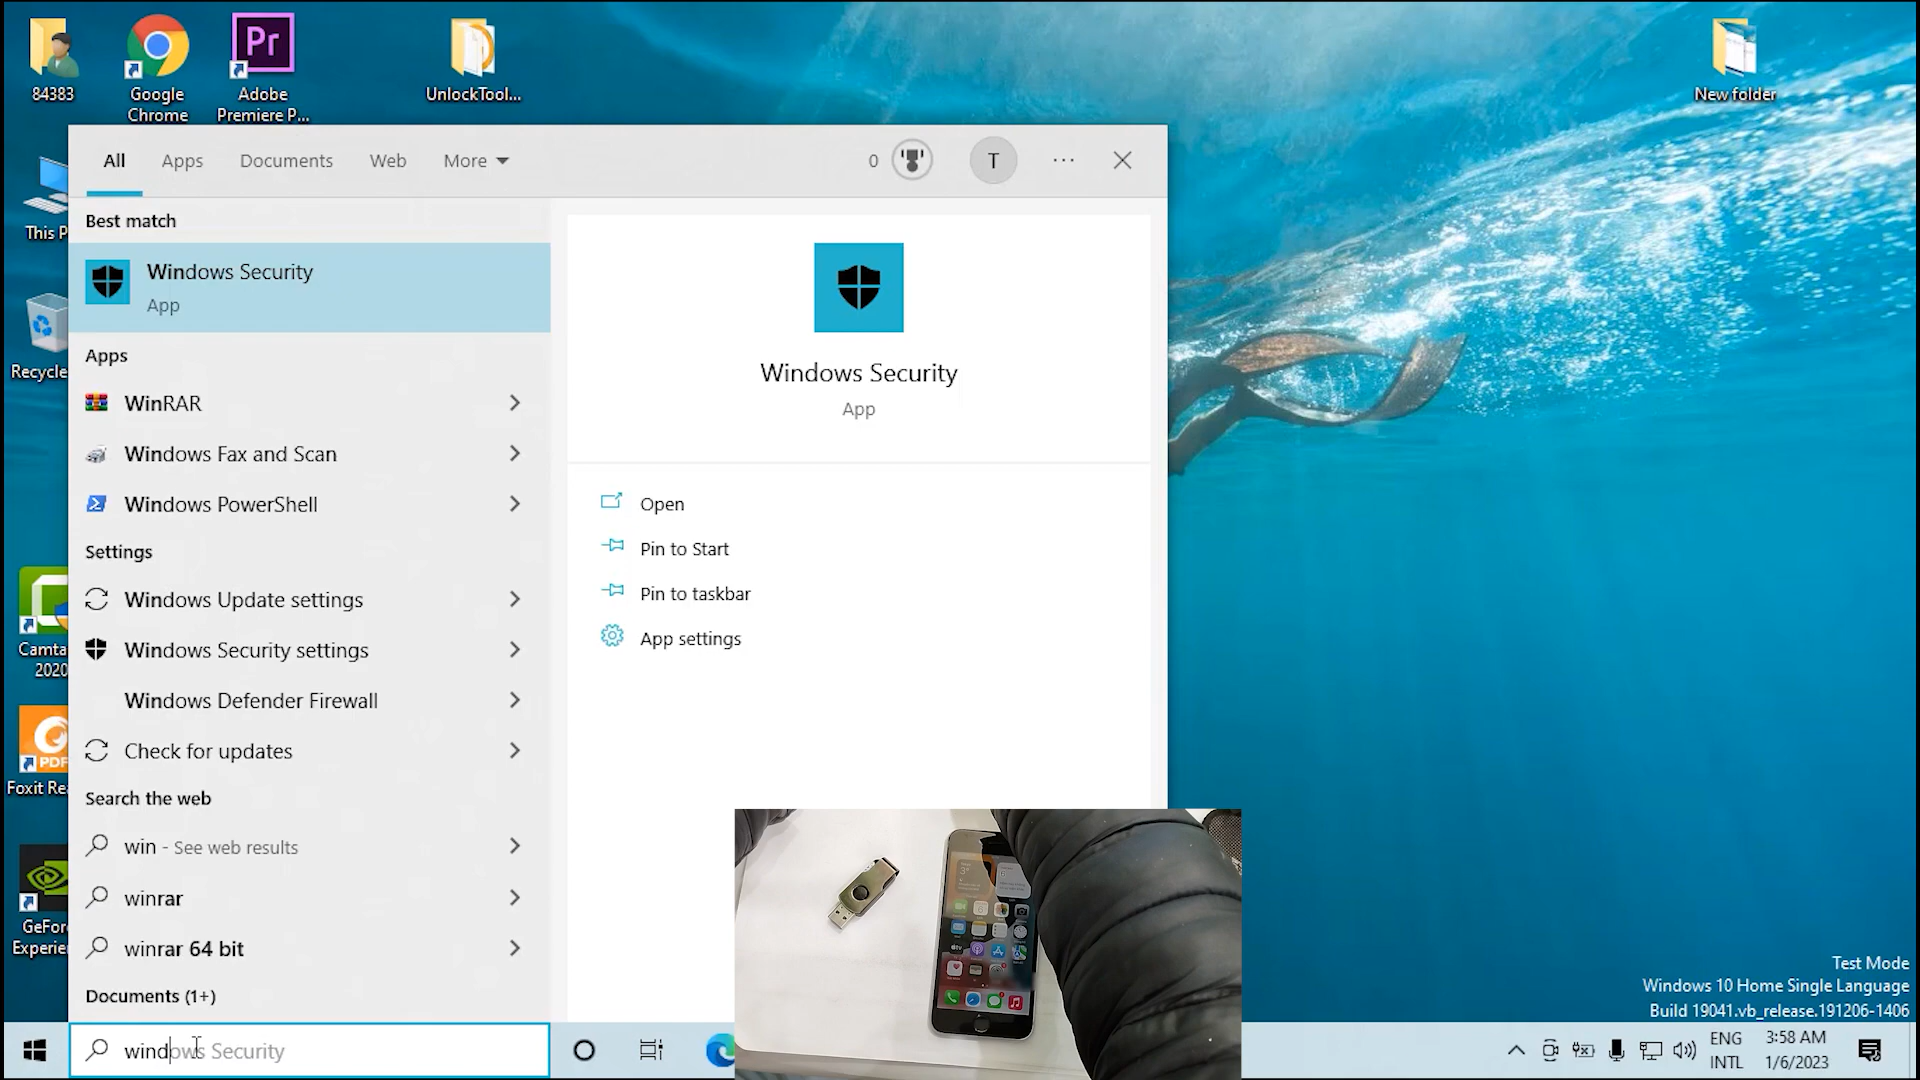 84383
Google
Chrome
Pr
Adobe
Premiere P...
UnlockTool...
New folder
This P
Recycle
Camta
2020
PDF
Foxit Rea
GeFor
Experien
All
Apps
Documents
Web
More
0
T
...
Best match
Windows Security
App
Apps
WinRAR
Windows Fax and Scan
Windows PowerShell
Settings
Windows Update settings
Windows Security settings
Windows Defender Firewall
Check for updates
Search the web
win - See web results
winrar
winrar 64 bit
Documents (1+)
windows Security
Windows Security
App
Open
Pin to Start
Pin to taskbar
App settings
Test Mode
Windows 10 Home Single Language
Build 19041.vb_release.191206-1406
ENG
INTL
3:58 AM
1/6/2023